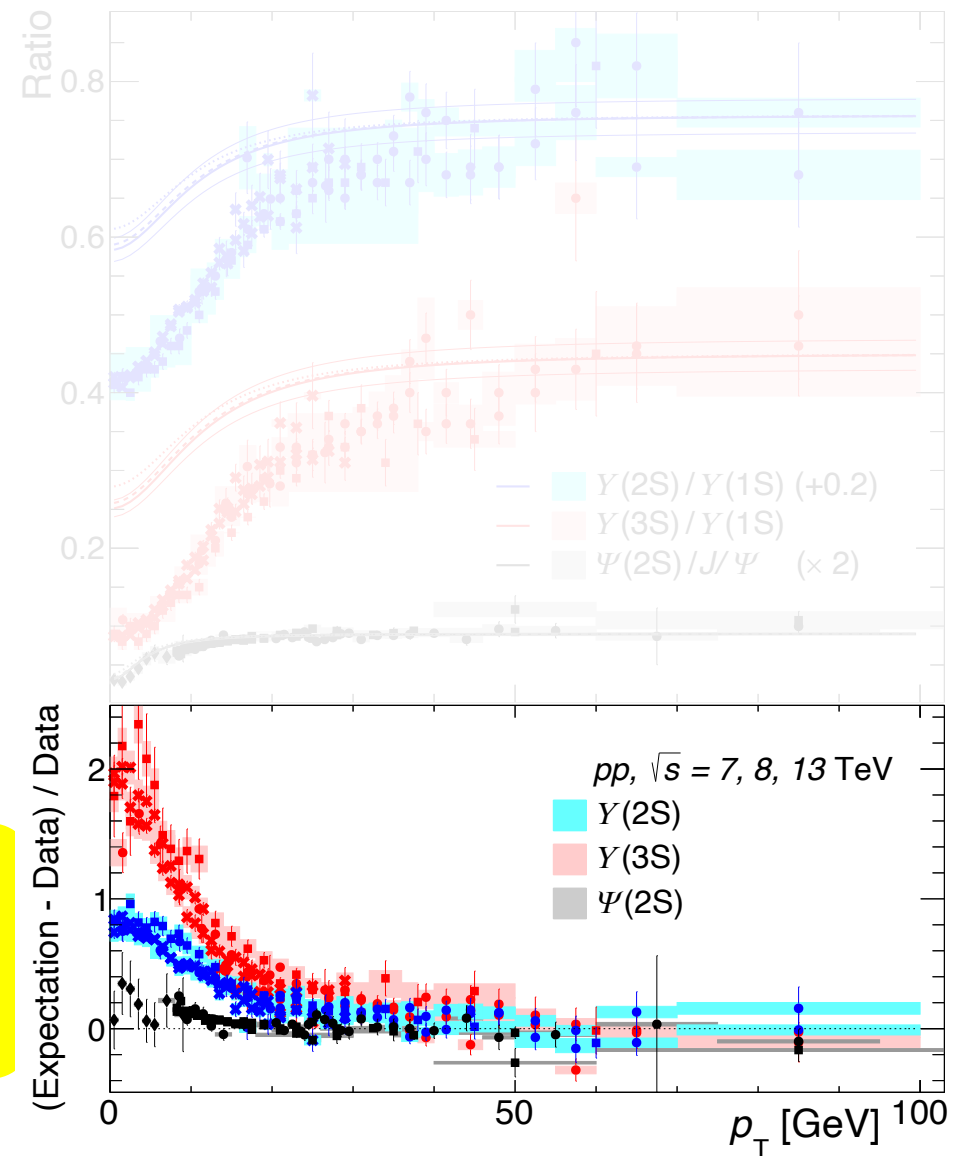 Ratio
0.8
0.6
0.4
0.2
ϒ(2S) / ϒ(1S) (+0.2)
ϒ(3S) / ϒ(1S)
Ψ(2S) / J/Ψ (× 2)
(Expectation - Data) / Data
2
1
0
pp, √s = 7, 8, 13 TeV
ϒ(2S)
ϒ(3S)
Ψ(2S)
0 50 100
p_T [GeV]